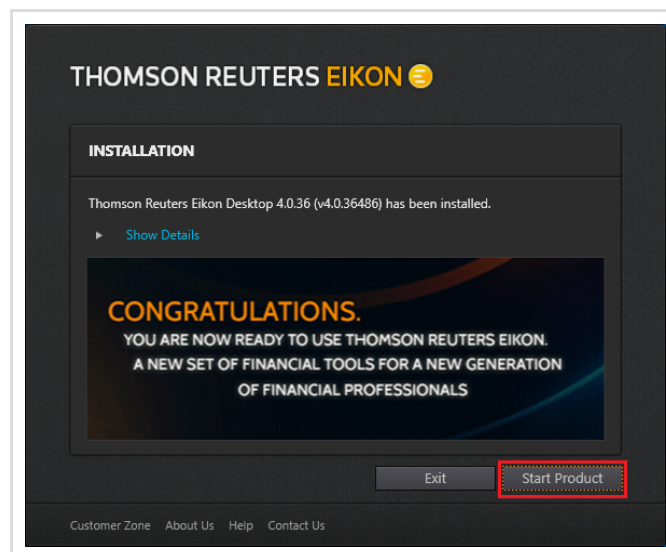 THOMSON REUTERS EIKON
INSTALLATION
Thomson Reuters Eikon Desktop 4.0.36 (v4.0.36486) has been installed.
Show Details
CONGRATULATIONS.
YOU ARE NOW READY TO USE THOMSON REUTERS EIKON.
A NEW SET OF FINANCIAL TOOLS FOR A NEW GENERATION
OF FINANCIAL PROFESSIONALS
Exit Start Product
Customer Zone About Us Help Contact Us